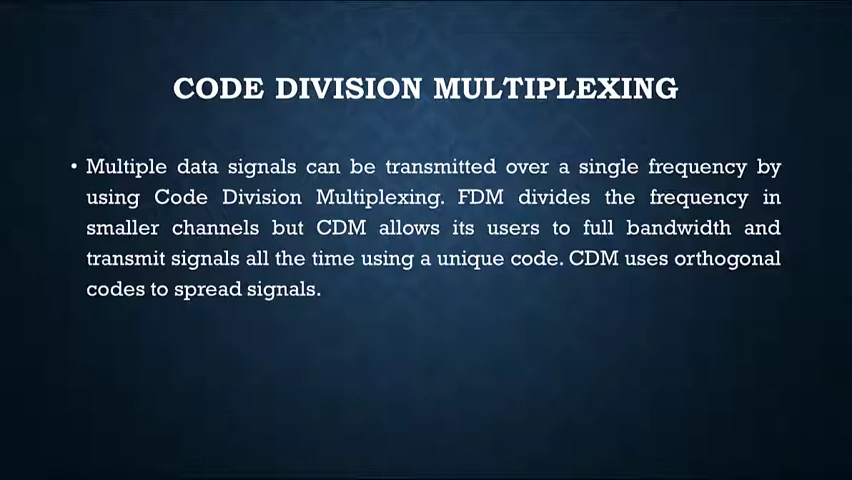 CODE DIVISION MULTIPLEXING
• Multiple data signals can be transmitted over a single frequency by
using Code Division Multiplexing. FDM divides the frequency in
smaller channels but CDM allows its users to full bandwidth and
transmit signals all the time using a unique code. CDM uses orthogonal
codes to spread signals.